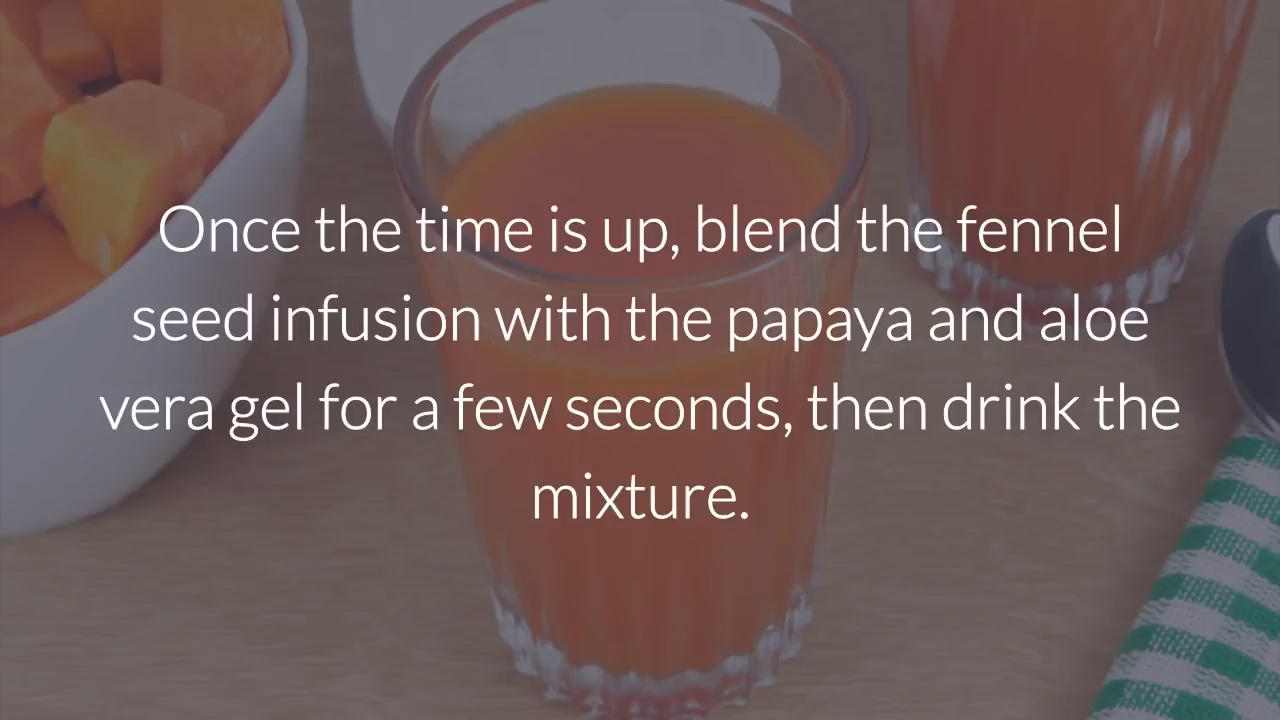 Once the time is up, blend the fennel
seed infusion with the papaya and aloe
vera gel for a few seconds, then drink the
mixture.